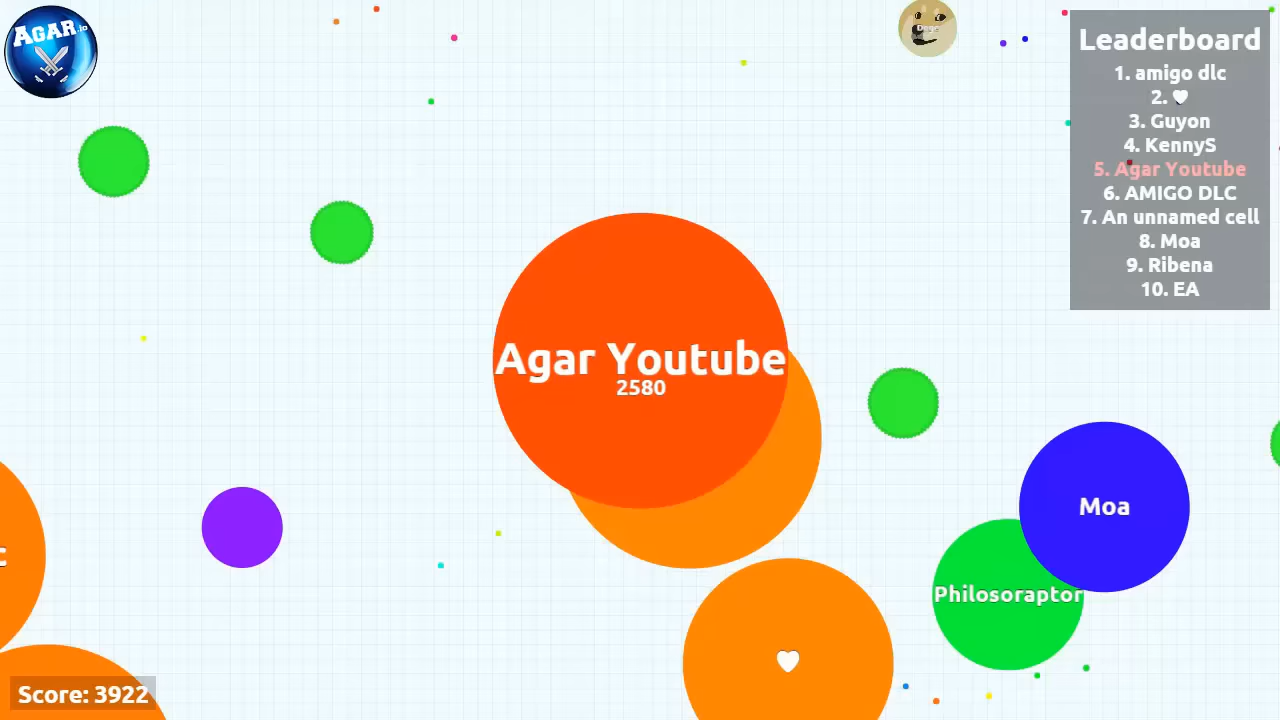 AGAR.io
Doge
Leaderboard
1. amigo dlc
2. ♥
3. Guyon
4. KennyS
5. Agar Youtube
6. AMIGO DLC
7. An unnamed cell
8. Moa
9. Ribena
10. EA
Agar Youtube
2580
Moa
c
Philosoraptor
♥
Score: 3922